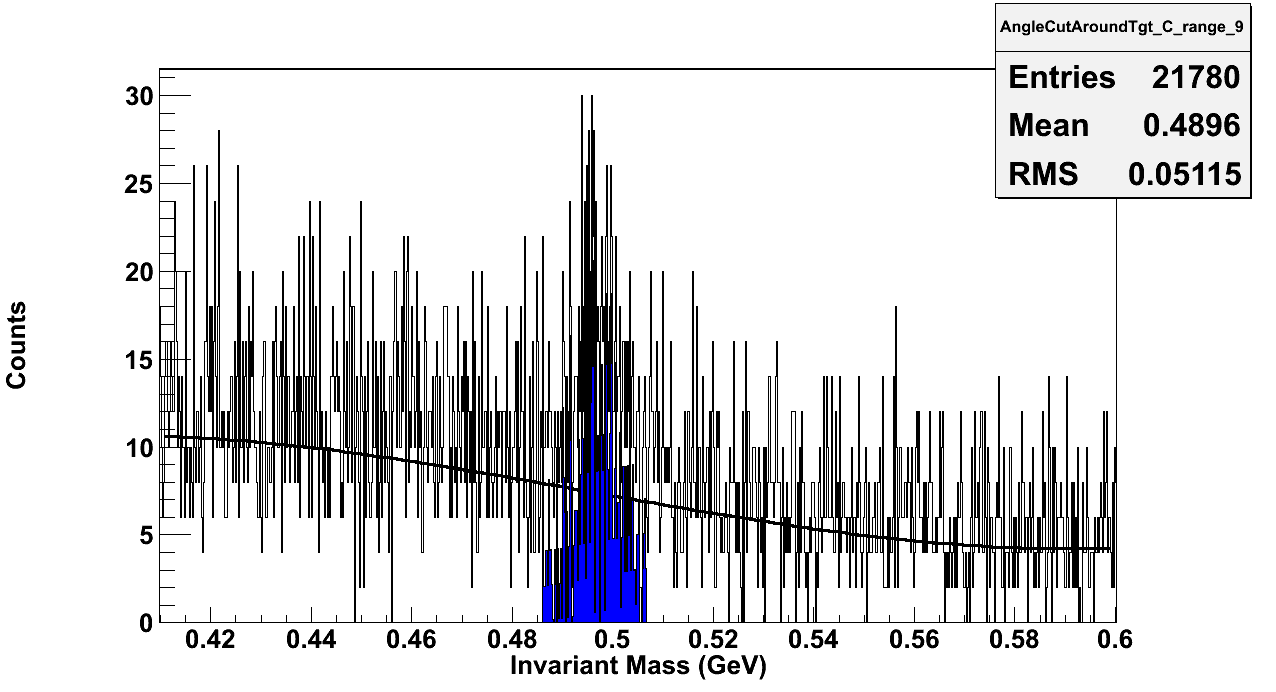 AngleCutAroundTgt_C_range_9
Entries 21780
Mean 0.4896
RMS 0.05115
30
25
20
15
10
5
0
Counts
0.42 0.44 0.46 0.48 0.5 0.52 0.54 0.56 0.58 0.6
Invariant Mass (GeV)